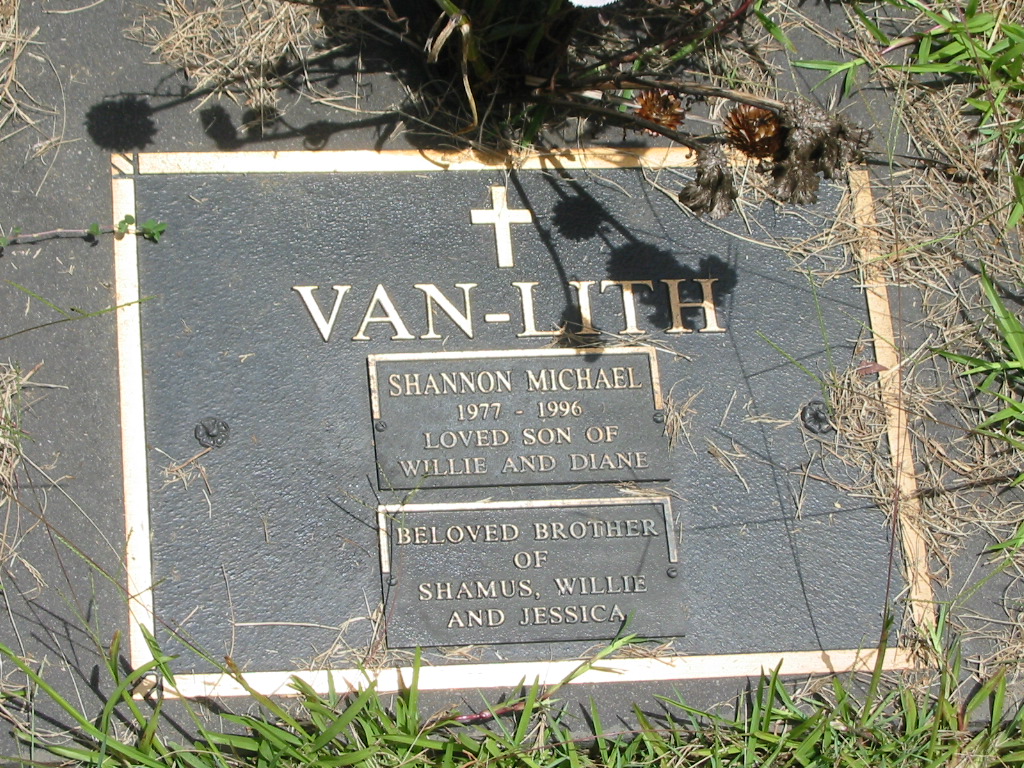 VAN-LITH
SHANNON MICHAEL
1977 - 1996
LOVED SON OF
WILLIE AND DIANE
BELOVED BROTHER
OF
SHAMUS, WILLIE
AND JESSICA